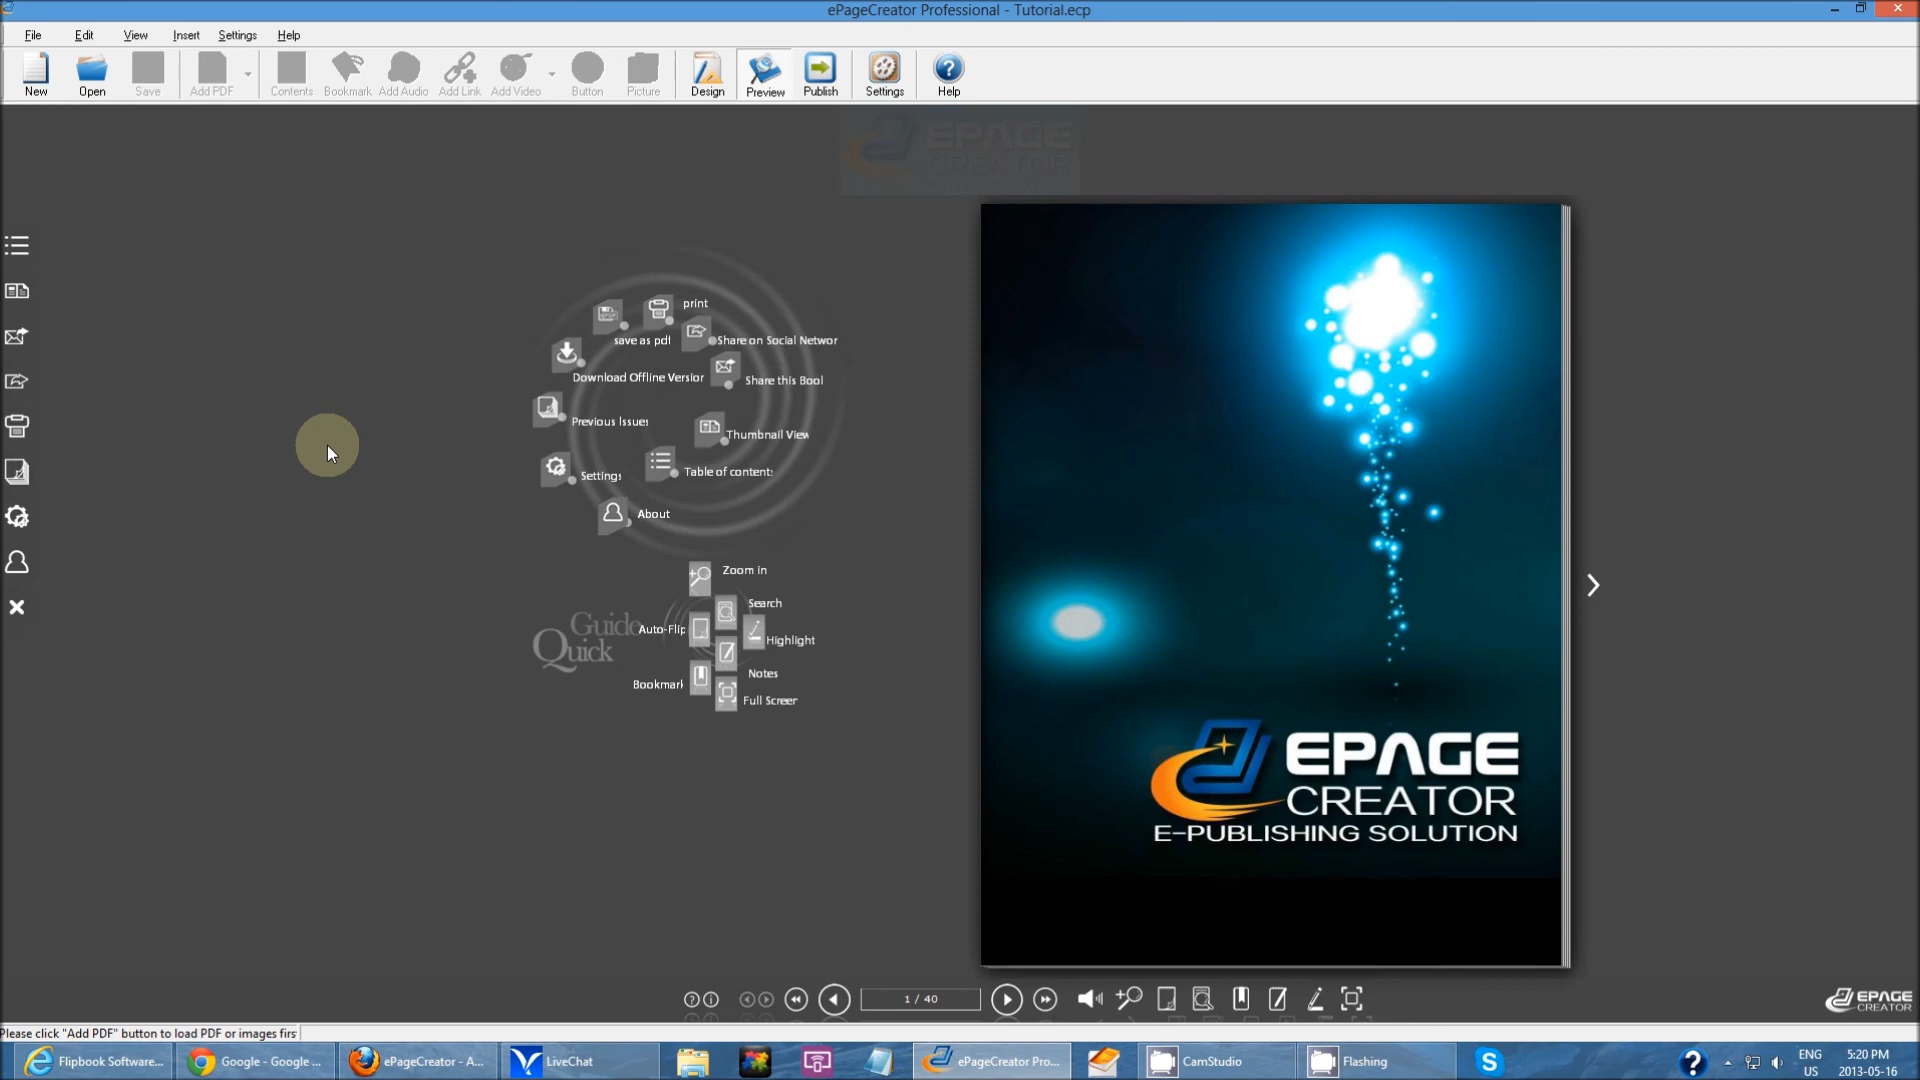 ePageCreator Professional - Tutorial.ecp
File Edit View Insert Settings Help
New Open Save Add PDF Contents Bookmark Add Audio Add Link Add Video Button Picture Design Preview Publish Settings Help
EPAGE
CREATOR
print
save as pdf
Share on Social Networ
Download Offline Versior
Share this Bool
Previous Issues
Thumbnail View
Settings
Table of contents
About
Zoom in
Search
Guide
Quick
Auto-Flip
Highlight
Notes
Bookmark
Full Screen
EPAGE
CREATOR
E-PUBLISHING SOLUTION
1 / 40
EPAGE
CREATOR
Please click "Add PDF" button to load PDF or images firs
Flipbook Software...
Google - Google ...
ePageCreator - A...
LiveChat
ePageCreator Pro...
CamStudio
Flashing
ENG
US
5:20 PM
2013-05-16